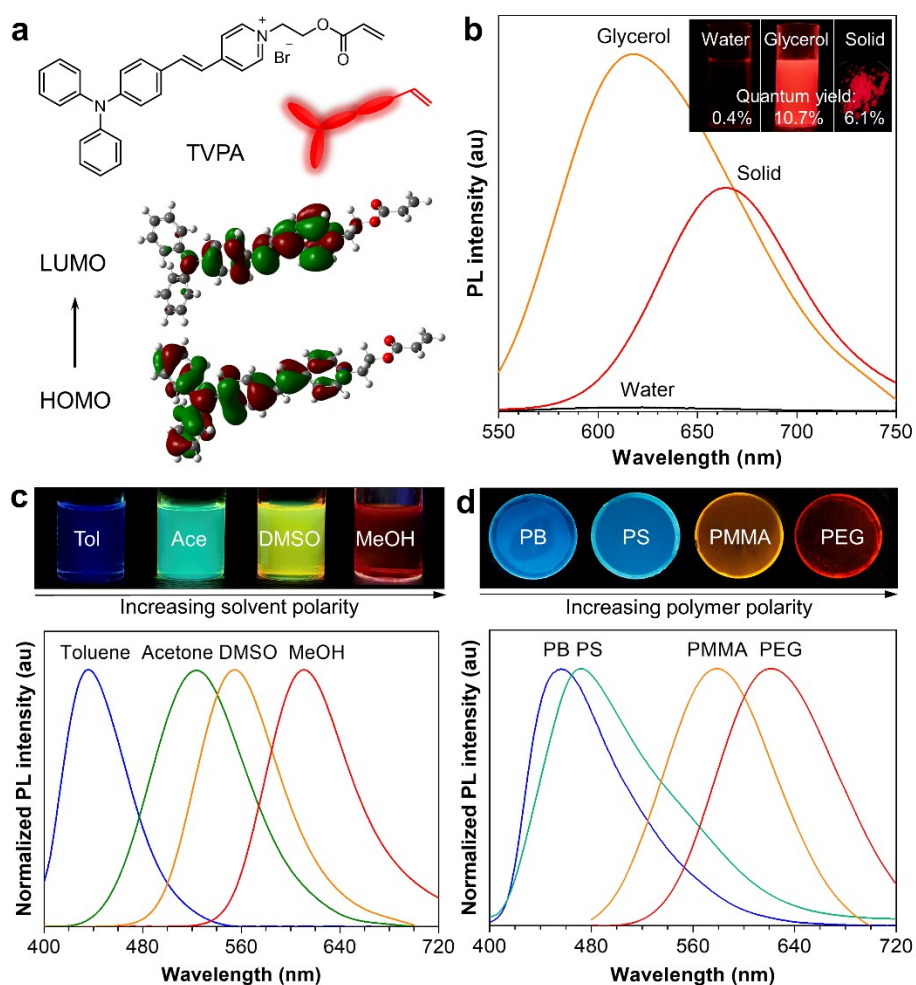 a
N
N
+
Br
−
O
O
TVPA
LUMO
HOMO
b
Glycerol
Water Glycerol Solid
Quantum yield:
0.4% 10.7% 6.1%
Solid
Water
PL intensity (au)
550 600 650 700 750
Wavelength (nm)
c
Tol Ace DMSO MeOH
Increasing solvent polarity
Toluene Acetone DMSO MeOH
Normalized PL intensity (au)
400 480 560 640 720
Wavelength (nm)
d
PB PS PMMA PEG
Increasing polymer polarity
PB PS PMMA PEG
Normalized PL intensity (au)
400 480 560 640 720
Wavelength (nm)